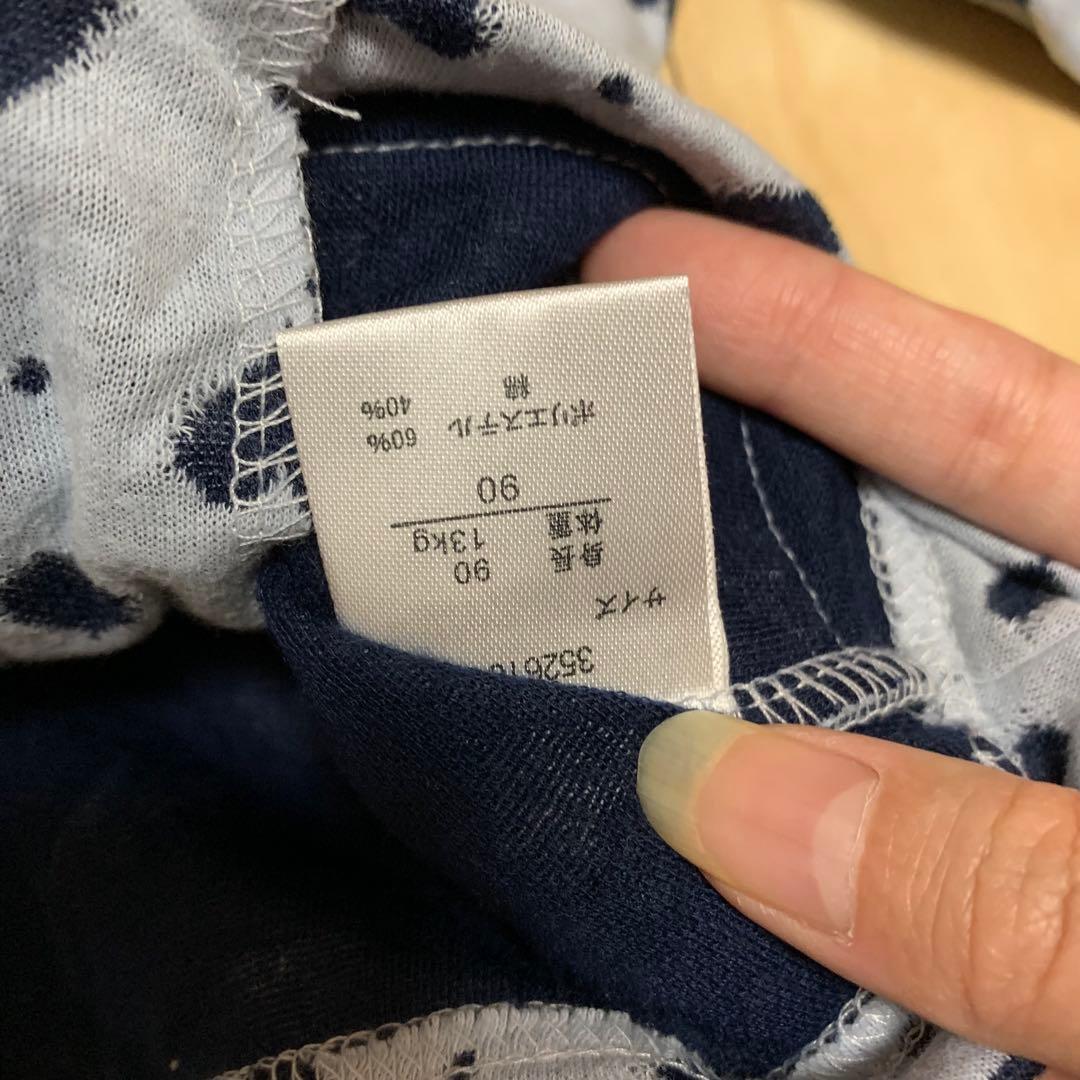 サイズ
身長 90
体重 13kg
90
ポリエステル 60%
綿 40%